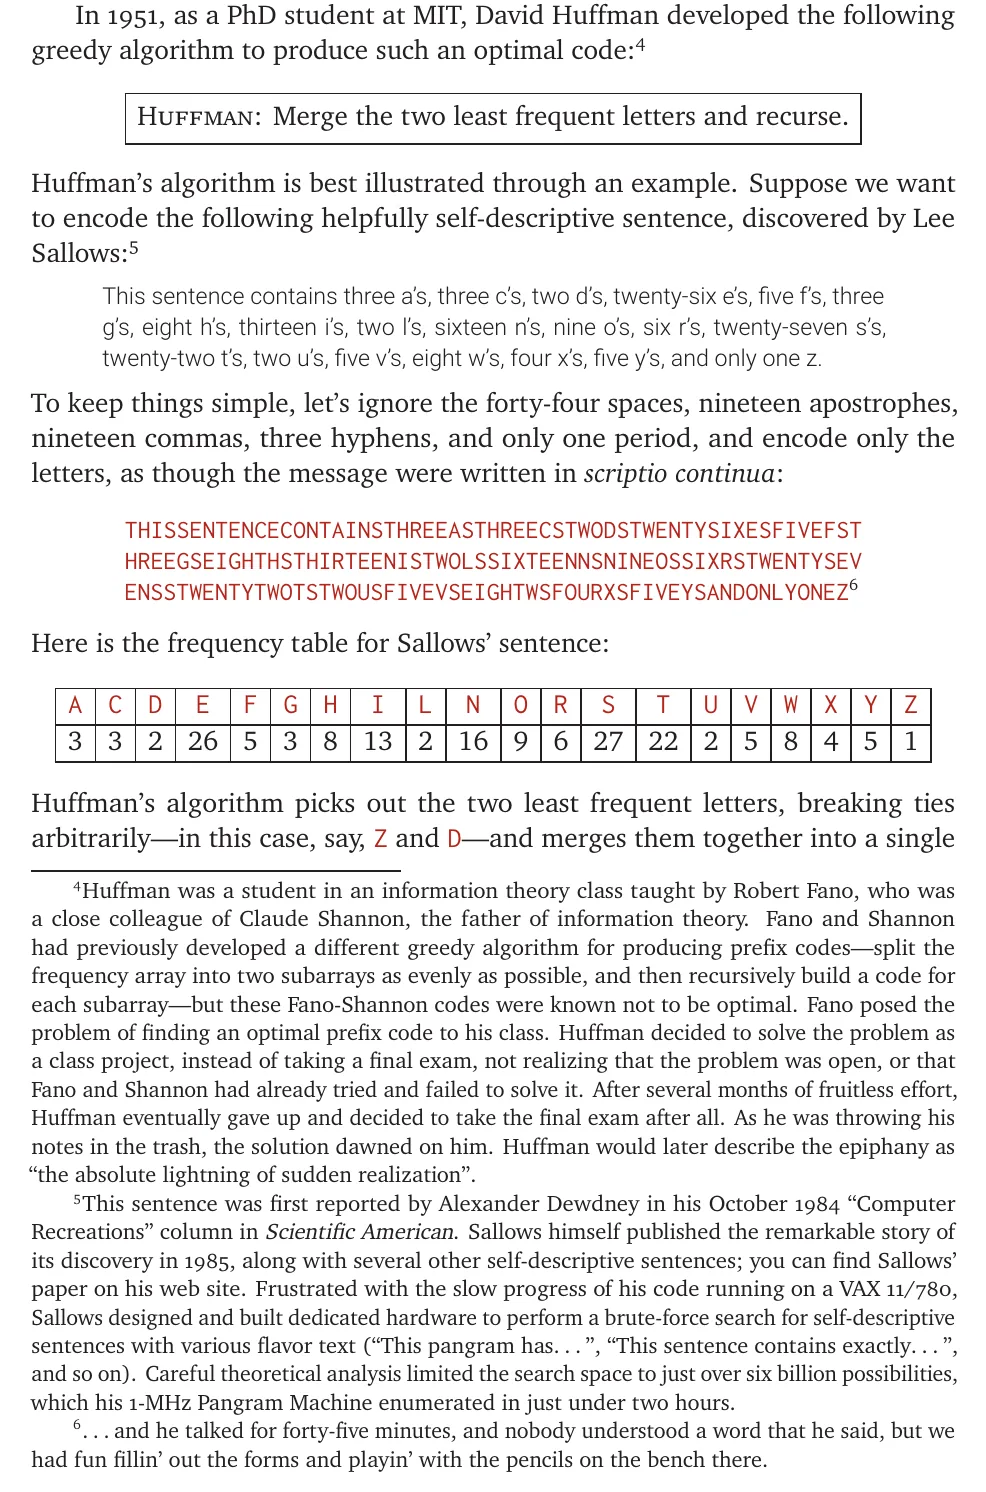 In 1951, as a PhD student at MIT, David Huffman developed the following
greedy algorithm to produce such an optimal code:⁴
HUFFMAN: Merge the two least frequent letters and recurse.
Huffman’s algorithm is best illustrated through an example. Suppose we want
to encode the following helpfully self-descriptive sentence, discovered by Lee
Sallows:⁵
This sentence contains three a’s, three c’s, two d’s, twenty-six e’s, five f’s, three
g’s, eight h’s, thirteen i’s, two l’s, sixteen n’s, nine o’s, six r’s, twenty-seven s’s,
twenty-two t’s, two u’s, five v’s, eight w’s, four x’s, five y’s, and only one z.
To keep things simple, let’s ignore the forty-four spaces, nineteen apostrophes,
nineteen commas, three hyphens, and only one period, and encode only the
letters, as though the message were written in scriptio continua:
THISSENTENCECONTAINSTHREEASTHREECSTWODSTWENTYSIXESFIVEFST
HREEGSEIGHTHSTHIRTEENISTWOLSSIXTEENNSNINEOSSIXRSTWENTYSEV
ENSSTWENTYTWOTSTWOUSFIVEVSEIGHTWSFOURXSFIVEYSANDONLYONEZ⁶
Here is the frequency table for Sallows’ sentence:
A C D E F G H I L N O R S T U V W X Y Z
3 3 2 26 5 3 8 13 2 16 9 6 27 22 2 5 8 4 5 1
Huffman’s algorithm picks out the two least frequent letters, breaking ties
arbitrarily—in this case, say, Z and D—and merges them together into a single
⁴Huffman was a student in an information theory class taught by Robert Fano, who was
a close colleague of Claude Shannon, the father of information theory. Fano and Shannon
had previously developed a different greedy algorithm for producing prefix codes—split the
frequency array into two subarrays as evenly as possible, and then recursively build a code for
each subarray—but these Fano-Shannon codes were known not to be optimal. Fano posed the
problem of finding an optimal prefix code to his class. Huffman decided to solve the problem as
a class project, instead of taking a final exam, not realizing that the problem was open, or that
Fano and Shannon had already tried and failed to solve it. After several months of fruitless effort,
Huffman eventually gave up and decided to take the final exam after all. As he was throwing his
notes in the trash, the solution dawned on him. Huffman would later describe the epiphany as
“the absolute lightning of sudden realization”.
⁵This sentence was first reported by Alexander Dewdney in his October 1984 “Computer
Recreations” column in Scientific American. Sallows himself published the remarkable story of
its discovery in 1985, along with several other self-descriptive sentences; you can find Sallows’
paper on his web site. Frustrated with the slow progress of his code running on a VAX 11/780,
Sallows designed and built dedicated hardware to perform a brute-force search for self-descriptive
sentences with various flavor text (“This pangram has. . . ”, “This sentence contains exactly. . . ”,
and so on). Careful theoretical analysis limited the search space to just over six billion possibilities,
which his 1-MHz Pangram Machine enumerated in just under two hours.
⁶. . . and he talked for forty-five minutes, and nobody understood a word that he said, but we
had fun fillin’ out the forms and playin’ with the pencils on the bench there.